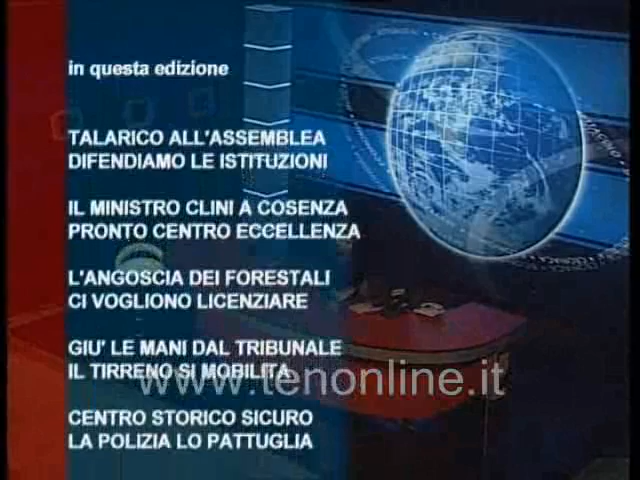 in questa edizione
TALARICO ALL'ASSEMBLEA
DIFENDIAMO LE ISTITUZIONI
IL MINISTRO CLINI A COSENZA
PRONTO CENTRO ECCELLENZA
L'ANGOSCIA DEI FORESTALI
CI VOGLIONO LICENZIARE
GIU' LE MANI DAL TRIBUNALE
IL TIRRENO SI MOBILITA
www.tenonline.it
CENTRO STORICO SICURO
LA POLIZIA LO PATTUGLIA